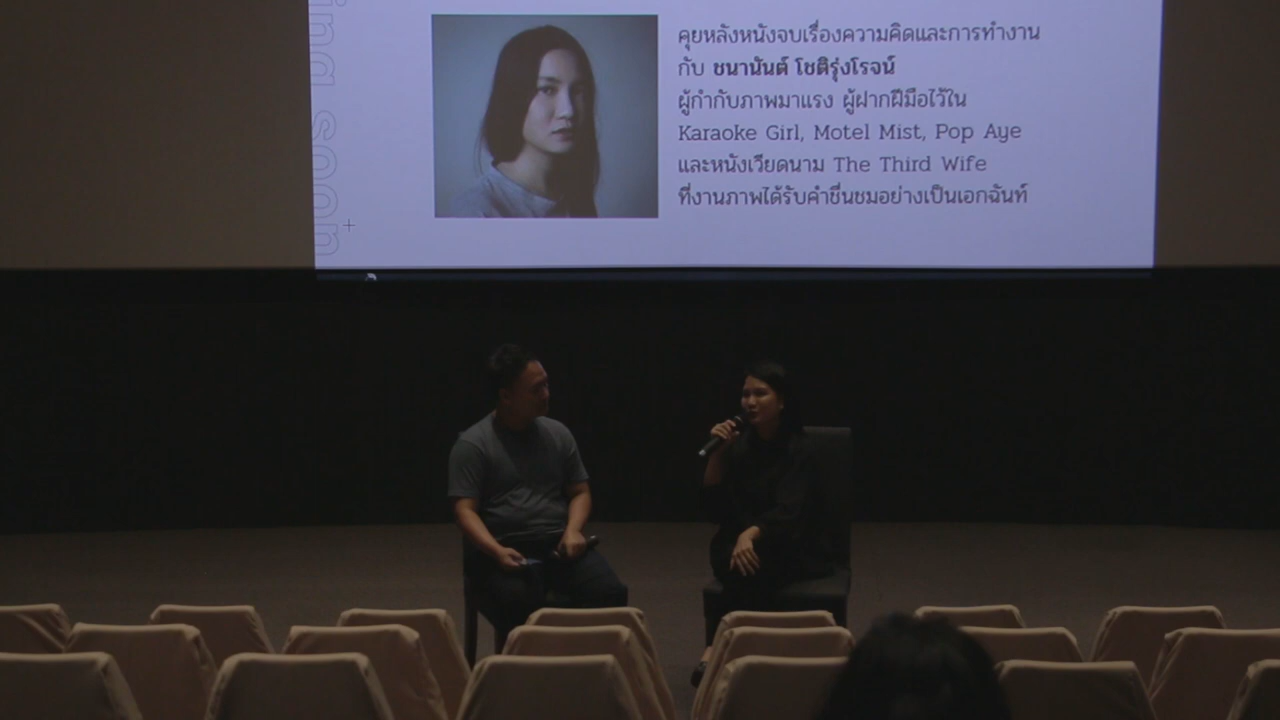 คุยหลังหนังจบเรื่องความคิดและการทำงาน
กับ ชนานันต์ โชติรุ่งโรจน์
ผู้กำกับภาพมาแรง ผู้ฝากฝีมือไว้ใน
Karaoke Girl, Motel Mist, Pop Aye
และหนังเวียดนาม The Third Wife
ที่งานภาพได้รับคำชื่นชมอย่างเป็นเอกฉันท์
ing soon